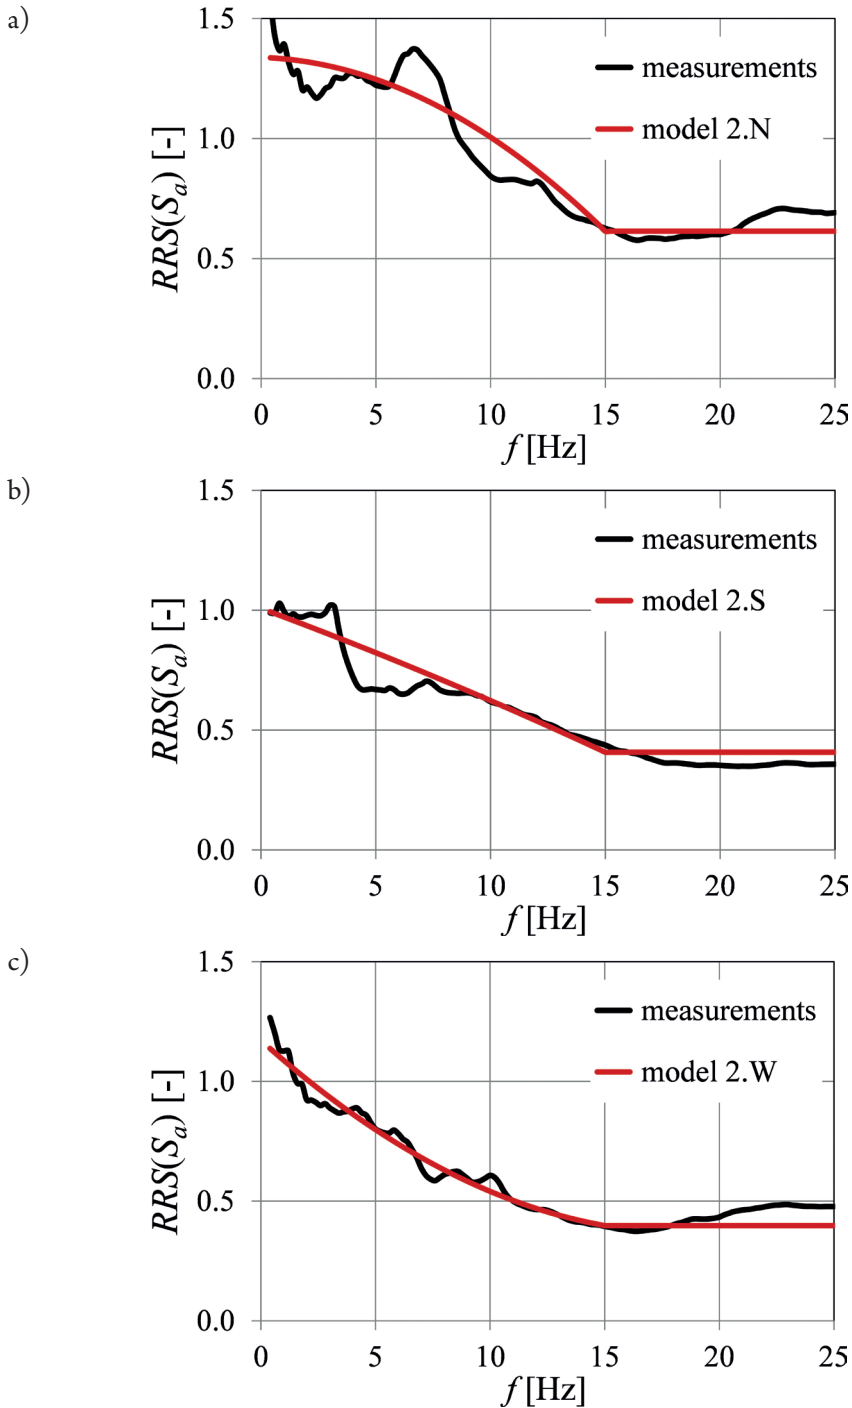 a)
1.5
measurements
model 2.N
1.0
RRS(Sa) [-]
0.5
0.0
0 5 10 15 20 25
f [Hz]
b)
1.5
measurements
model 2.S
1.0
RRS(Sa) [-]
0.5
0.0
0 5 10 15 20 25
f [Hz]
c)
1.5
measurements
model 2.W
1.0
RRS(Sa) [-]
0.5
0.0
0 5 10 15 20 25
f [Hz]